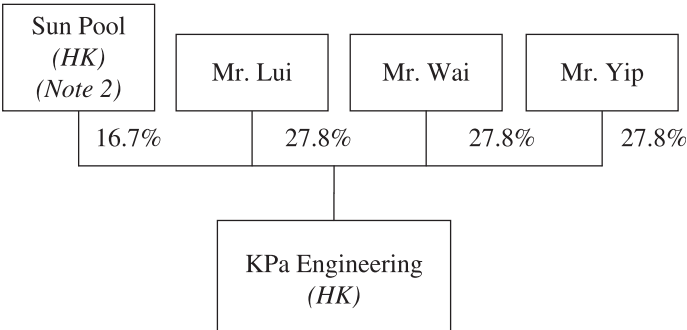 Sun Pool
(HK)
(Note 2)
Mr. Lui
Mr. Wai
Mr. Yip
16.7%
27.8%
27.8%
27.8%
KPa Engineering
(HK)